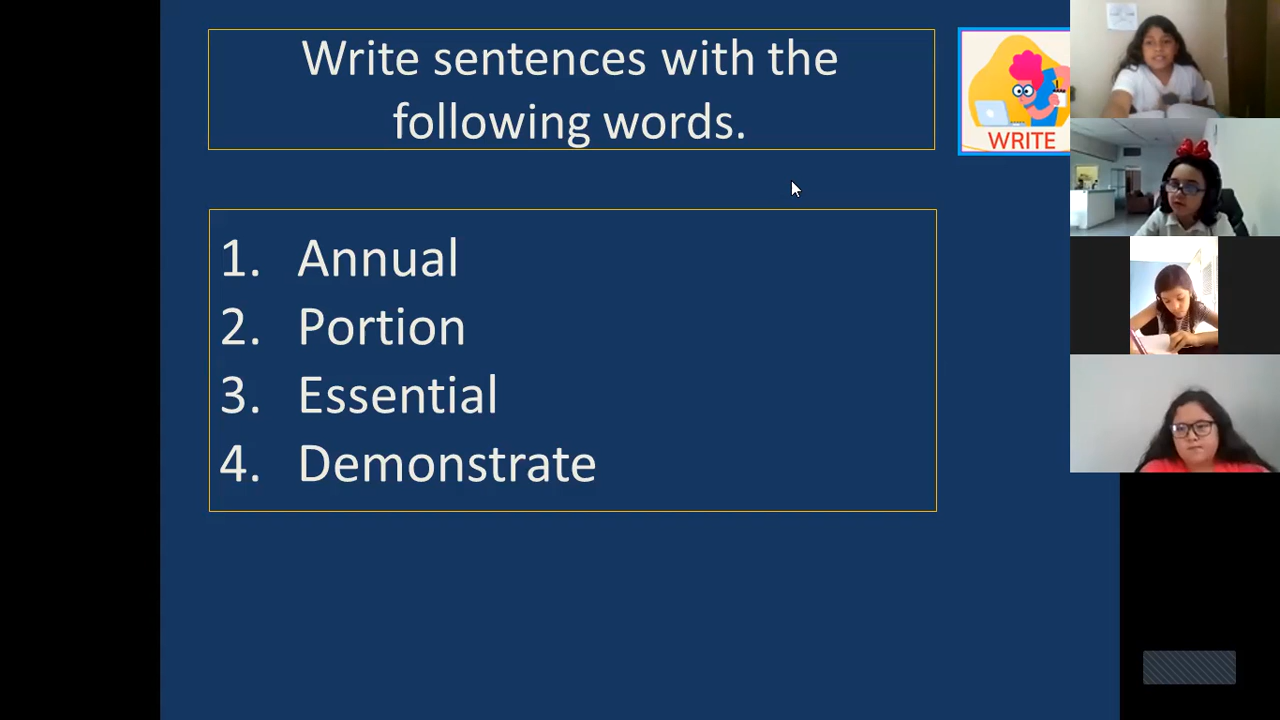 Write sentences with the
following words.
WRITE
1. Annual
2. Portion
3. Essential
4. Demonstrate